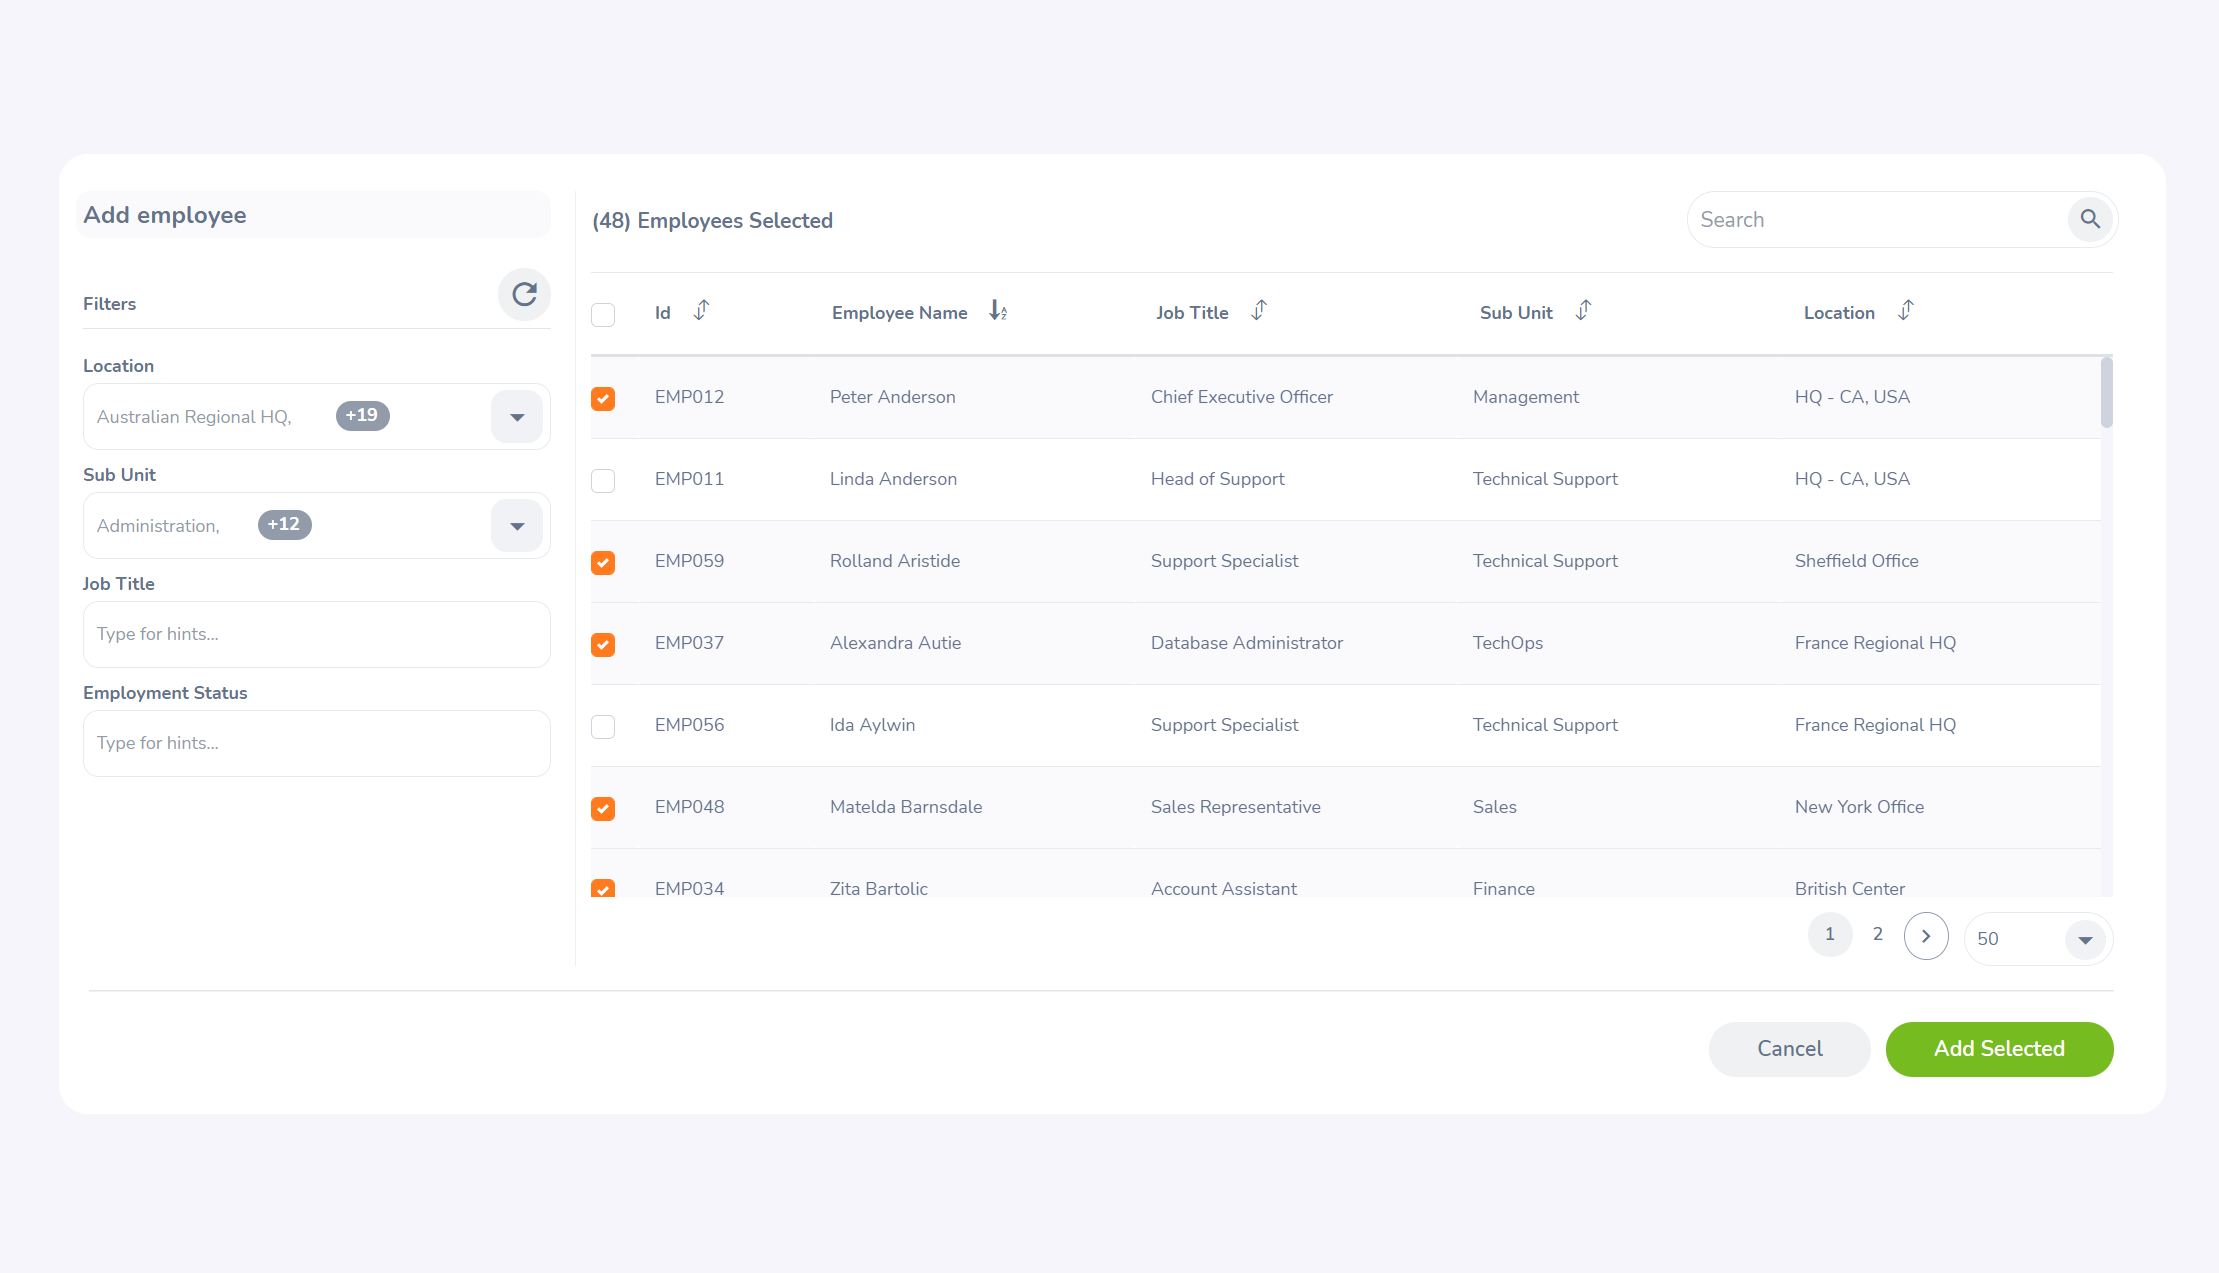 Add employee
Filters
Location
Australian Regional HQ, +19
Sub Unit
Administration, +12
Job Title
Type for hints...
Employment Status
Type for hints...
(48) Employees Selected
Search
Id Employee Name Job Title Sub Unit Location
EMP012 Peter Anderson Chief Executive Officer Management HQ - CA, USA
EMP011 Linda Anderson Head of Support Technical Support HQ - CA, USA
EMP059 Rolland Aristide Support Specialist Technical Support Sheffield Office
EMP037 Alexandra Autie Database Administrator TechOps France Regional HQ
EMP056 Ida Aylwin Support Specialist Technical Support France Regional HQ
EMP048 Matelda Barnsdale Sales Representative Sales New York Office
EMP034 Zita Bartolic Account Assistant Finance British Center
1 2 50
Cancel Add Selected